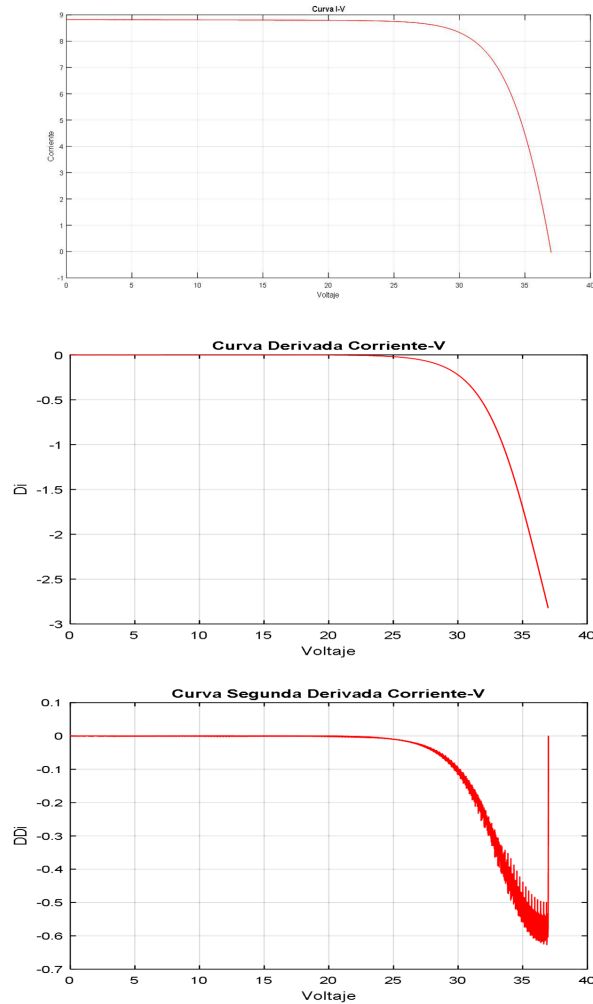 Curva I-V
9
8
7
6
5
4
3
2
1
0
-1
Corriente
0 5 10 15 20 25 30 35 40
Voltaje
Curva Derivada Corriente-V
0
-0.5
-1
-1.5
-2
-2.5
-3
Di
0 5 10 15 20 25 30 35 40
Voltaje
Curva Segunda Derivada Corriente-V
0.1
0
-0.1
-0.2
-0.3
-0.4
-0.5
-0.6
-0.7
DDi
0 5 10 15 20 25 30 35 40
Voltaje